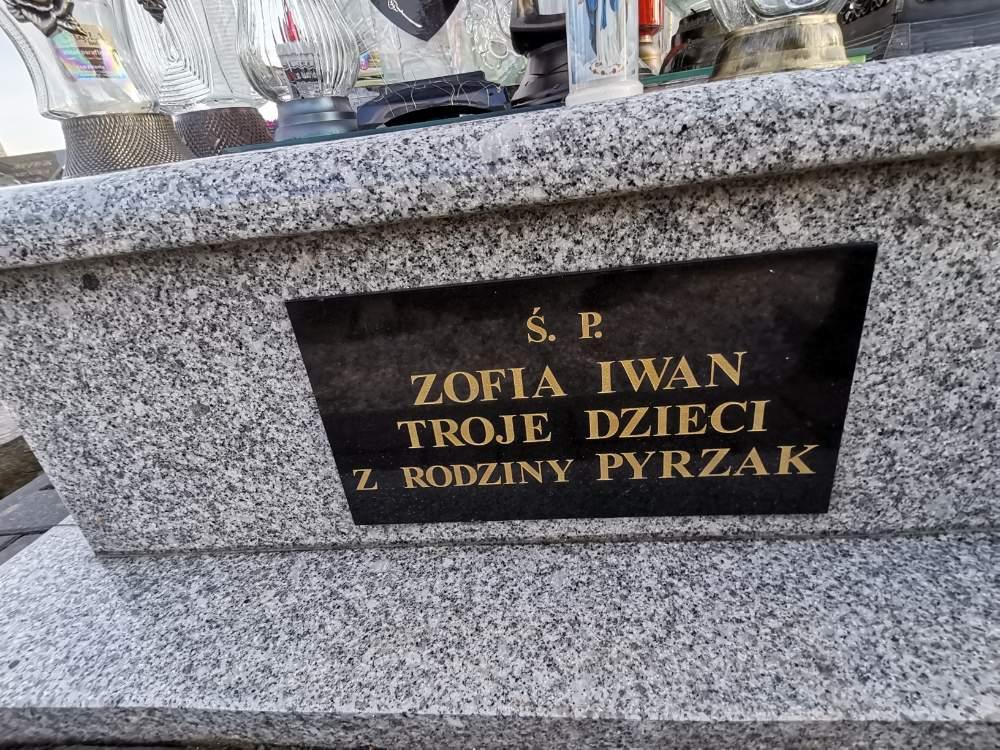 Ś. P.
ZOFIA IWAN
TROJE DZIECI
Z RODZINY PYRZAK